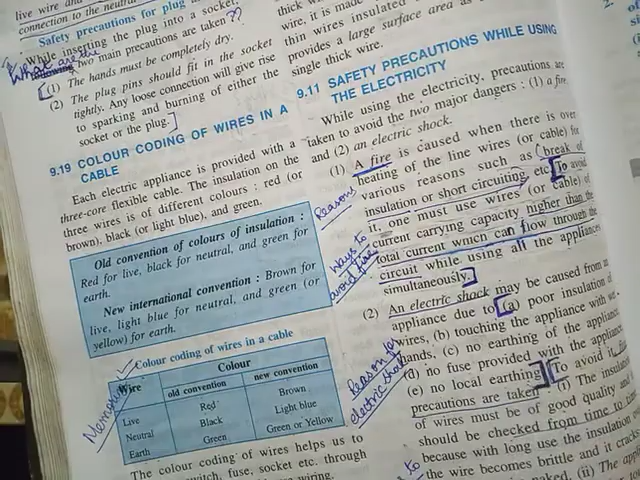 live wire and
connection to the neutral
Safety precautions for plug
While inserting the plug into a socket,
What are the two main precautions are taken ??
(1) The hands must be completely dry.
(2) The plug pins should fit in the socket
tightly. Any loose connection will give rise
to sparking and burning of either the
socket or the plug.
9.19 COLOUR CODING OF WIRES IN A
CABLE
Each electric appliance is provided with a
three-core flexible cable. The insulation on the
three wires is of different colours : red (or
brown), black (or light blue), and green.
Old convention of colours of insulation :
Red for live, black for neutral, and green for
earth.
New international convention : Brown for
live, light blue for neutral, and green (or
yellow) for earth.
Colour coding of wires in a cable
Memory
Wire Colour
old convention new convention
Live Red Brown
Neutral Black Light blue
Earth Green Green or Yellow
The colour coding of wires helps us to
switch, fuse, socket etc. through
wiring.
thick
wire, it is made
thin wires insulated
provides a large surface area as
single thick wire.
9.11 SAFETY PRECAUTIONS WHILE USING
THE ELECTRICITY
While using the electricity, precautions are
taken to avoid the two major dangers : (1) a fire,
and (2) an electric shock.
(1) A fire is caused when there is over
heating of the line wires (or cable) for
various reasons such as (break of
insulation or short circuiting, etc. To avoid
it, one must use wires (or cable) of
current carrying capacity higher than the
total current which can flow through the
circuit while using all the appliances
simultaneously.
Reasons
Ways to
avoid fire
(2) An electric shock may be caused from an
appliance due to (a) poor insulation of
wires, (b) touching the appliance with wet
hands, (c) no earthing of the appliance
(d) no fuse provided with the appliance
(e) no local earthing. To avoid it,
precautions are taken (i) The insulation
of wires must be of good quality and
should be checked from time to time
because with long use the insulation
the wire becomes brittle and it cracks
naked, (ii) The
Reason for
electric shock
to